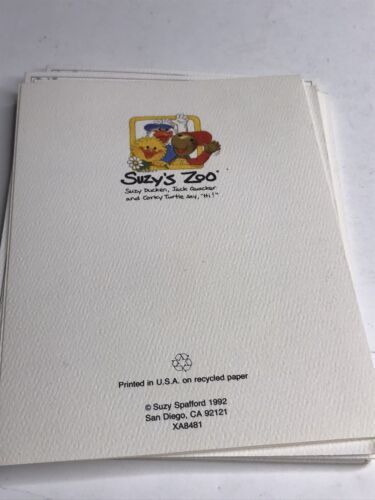 Suzy's Zoo®
Suzy Ducken, Jack Quacker
and Corky Turtle say, "Hi!"
Printed in U.S.A. on recycled paper
© Suzy Spafford 1992
San Diego, CA 92121
XA8481